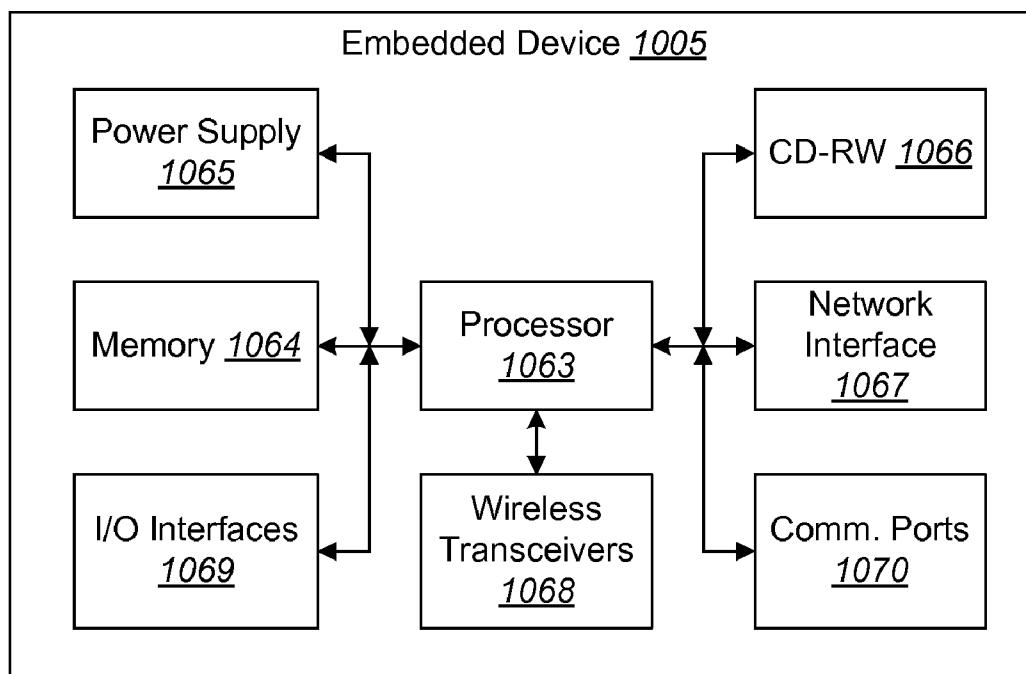 Embedded Device 1005
Power Supply
1065
CD-RW 1066
Memory 1064
Processor
1063
Network
Interface
1067
I/O Interfaces
1069
Wireless
Transceivers
1068
Comm. Ports
1070